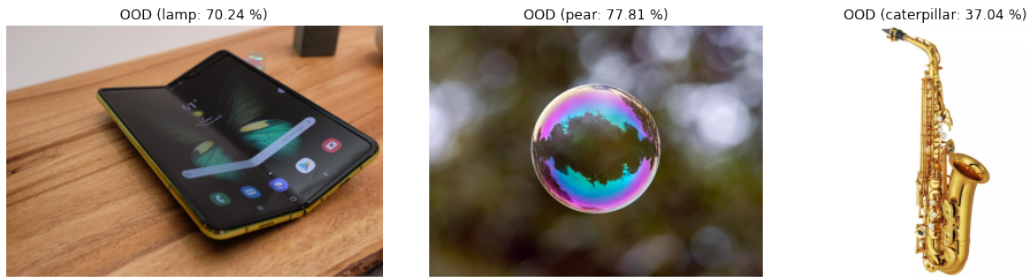 OOD (lamp: 70.24 %)
OOD (pear: 77.81 %)
OOD (caterpillar: 37.04 %)